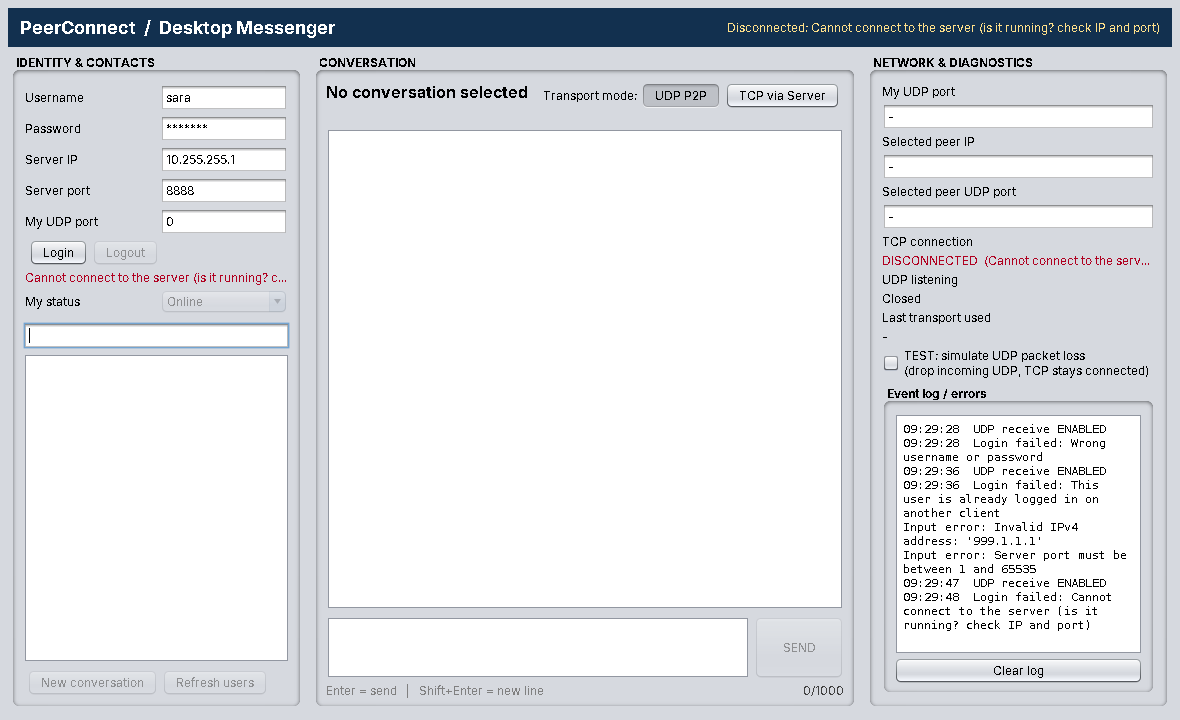 PeerConnect / Desktop Messenger
Disconnected: Cannot connect to the server (is it running? check IP and port)
IDENTITY & CONTACTS
Username
sara
Password
*******
Server IP
10.255.255.1
Server port
8888
My UDP port
0
Login
Logout
Cannot connect to the server (is it running? c...
My status
Online
New conversation
Refresh users
CONVERSATION
No conversation selected
Transport mode:
UDP P2P
TCP via Server
SEND
Enter = send | Shift+Enter = new line
0/1000
NETWORK & DIAGNOSTICS
My UDP port
-
Selected peer IP
-
Selected peer UDP port
-
TCP connection
DISCONNECTED (Cannot connect to the serv...
UDP listening
Closed
Last transport used
-
TEST: simulate UDP packet loss
(drop incoming UDP, TCP stays connected)
Event log / errors
09:29:28 UDP receive ENABLED
09:29:28 Login failed: Wrong
username or password
09:29:36 UDP receive ENABLED
09:29:36 Login failed: This
user is already logged in on
another client
Input error: Invalid IPv4
address: '999.1.1.1'
Input error: Server port must be
between 1 and 65535
09:29:47 UDP receive ENABLED
09:29:48 Login failed: Cannot
connect to the server (is it
running? check IP and port)
Clear log